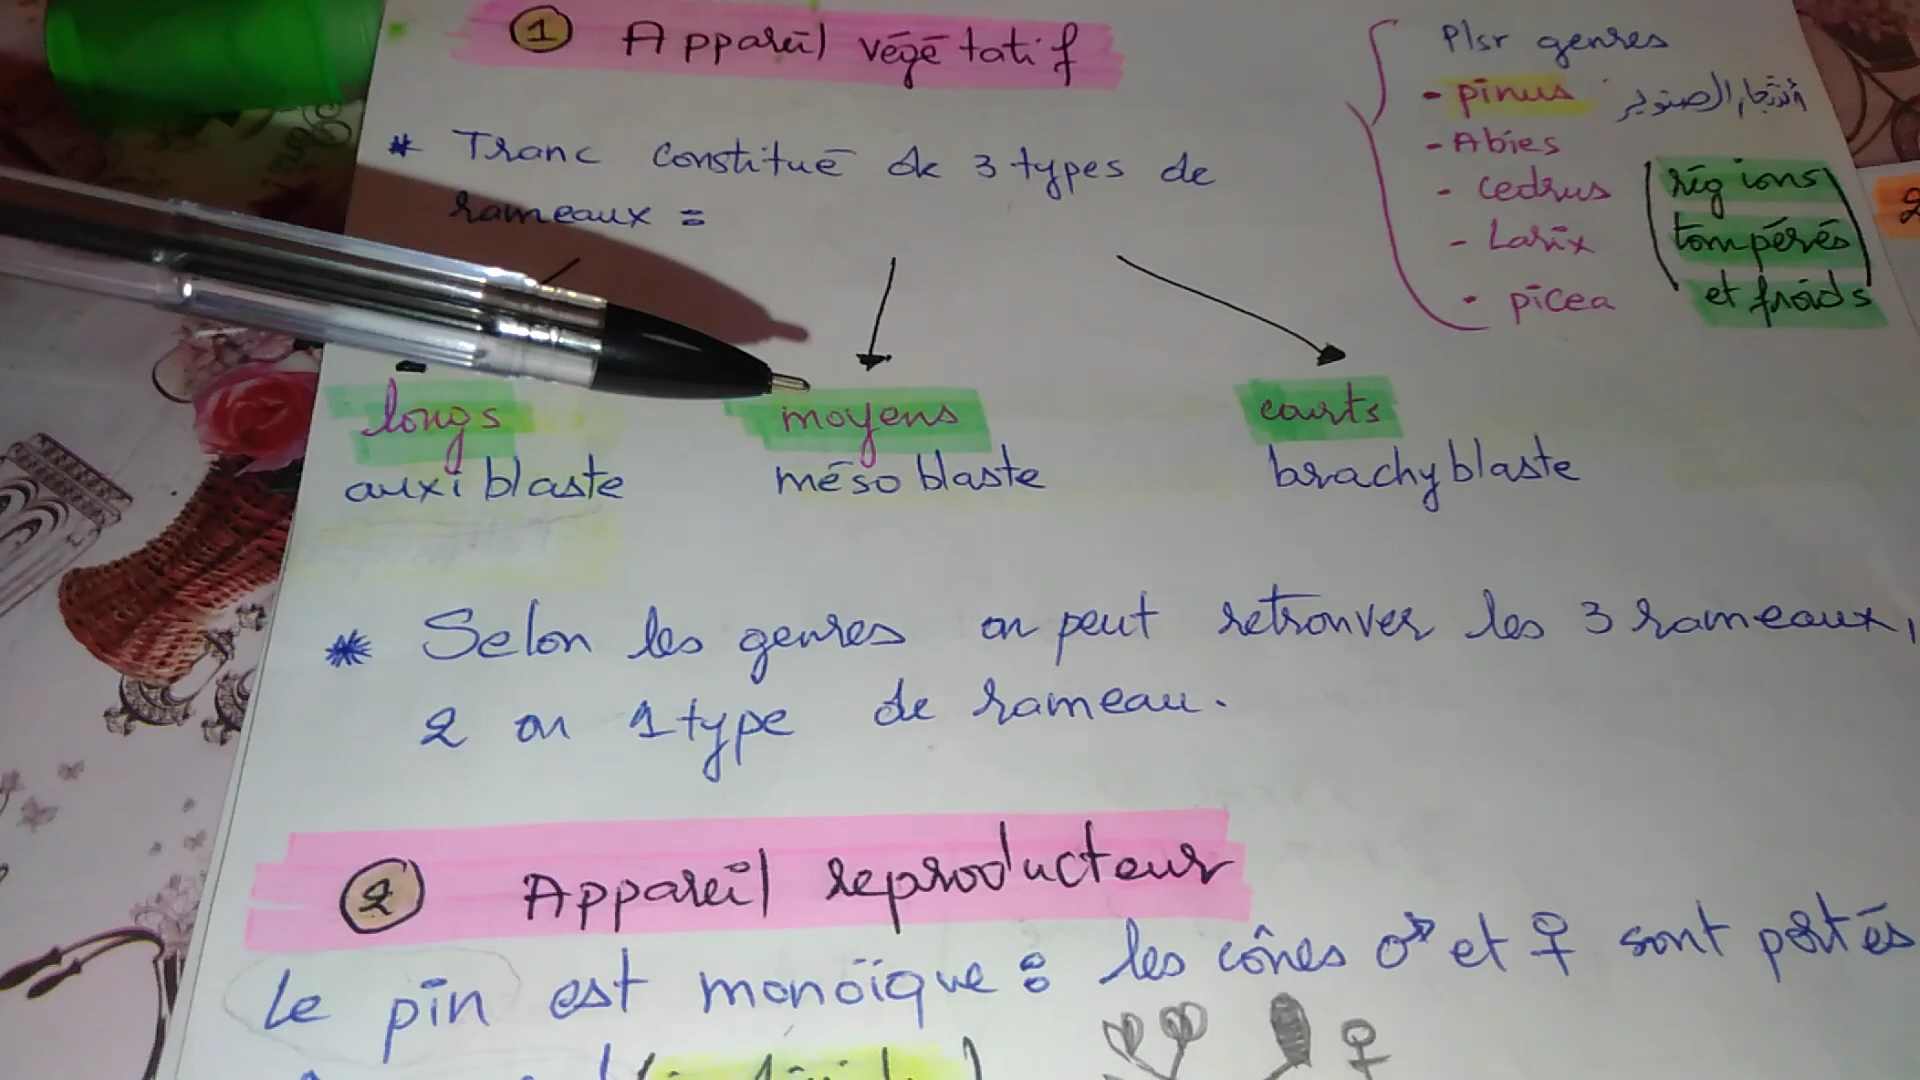 ① Appareil végétatif
* Tranc constitué de 3 types de
rameaux :
longs
auxiblaste
moyens
mésoblaste
courts
brachyblaste
Plsr genres
- pinus أشجار الصنوبر
- Abies
- cedrus
- Larix
- picea
(régions
tempérés
et froids)
2
* Selon les genres on peut retrouver les 3 rameaux,
2 ou 1 type de rameau.
② Appareil reproducteur
Le pin est monoïque : les cônes ♂ et ♀ sont portés
♀